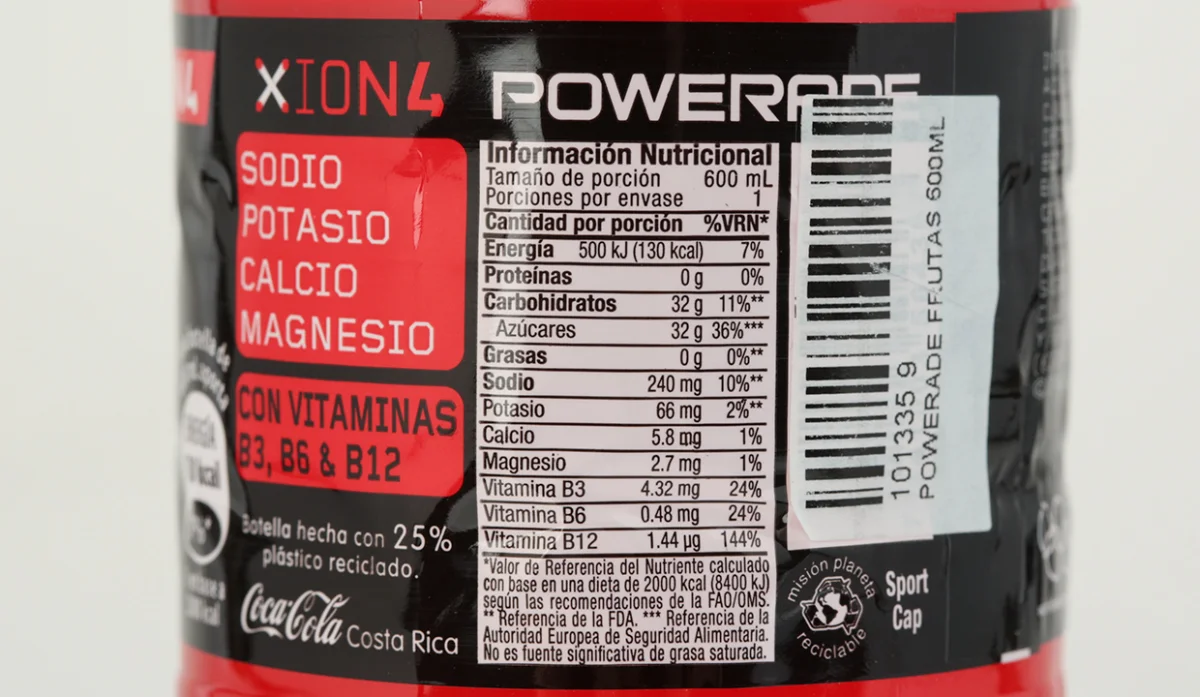 XION4
SODIO
POTASIO
CALCIO
MAGNESIO
CON VITAMINAS
B3, B6 & B12
Botella hecha con 25%
plástico reciclado.
Coca-Cola Costa Rica
POWERADE
Información Nutricional
Tamaño de porción 600 mL
Porciones por envase 1
Cantidad por porción %VRN*
Energía 500 kJ (130 kcal) 7%
Proteínas 0 g 0%
Carbohidratos 32 g 11%**
Azúcares 32 g 36%***
Grasas 0 g 0%**
Sodio 240 mg 10%**
Potasio 66 mg 2%**
Calcio 5.8 mg 1%
Magnesio 2.7 mg 1%
Vitamina B3 4.32 mg 24%
Vitamina B6 0.48 mg 24%
Vitamina B12 1.44 µg 144%
*Valor de Referencia del Nutriente calculado
con base en una dieta de 2000 kcal (8400 kJ)
según las recomendaciones de la FAO/OMS.
** Referencia de la FDA. *** Referencia de la
Autoridad Europea de Seguridad Alimentaria.
No es fuente significativa de grasa saturada.
101335 9
POWERADE FF.UTAS 600ML
misión planeta
reciclable
Sport
Cap